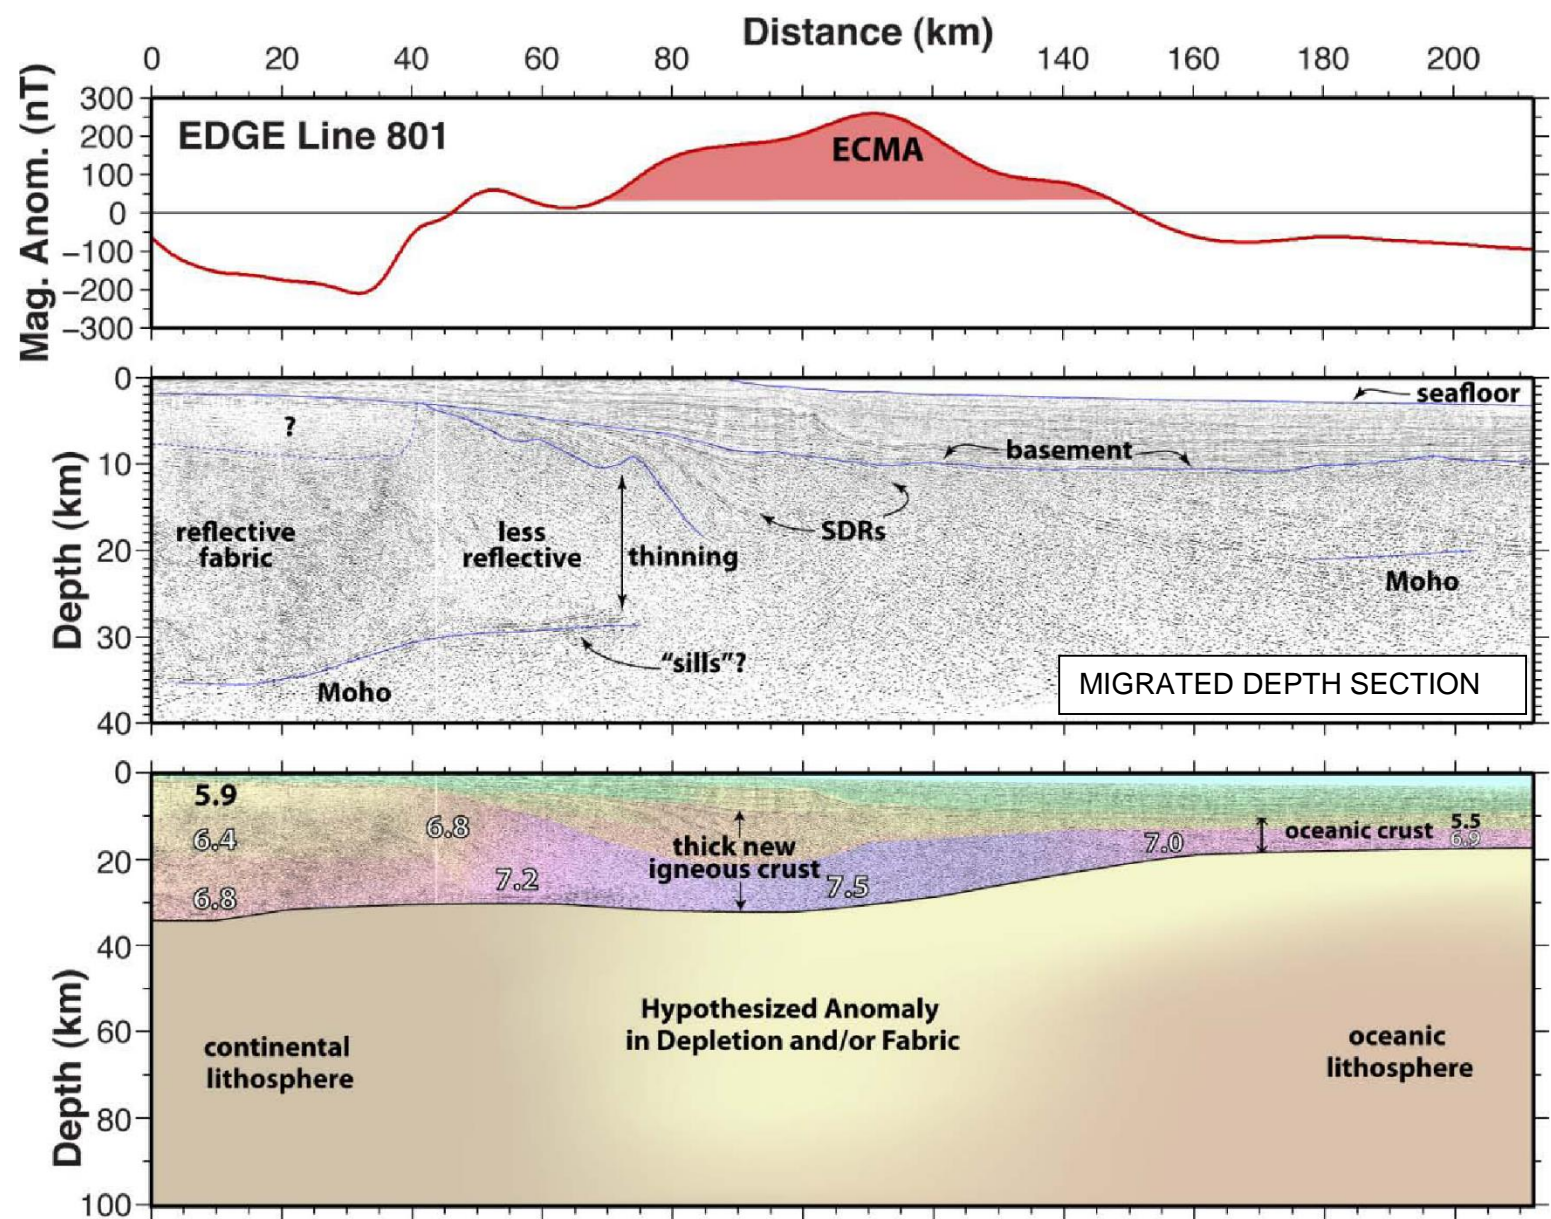 Distance (km)
0 20 40 60 80 140 160 180 200
Mag. Anom. (nT)
300
200
100
0
−100
−200
−300
EDGE Line 801
ECMA
Depth (km)
0
10
20
30
40
seafloor
?
basement
reflective
fabric
less
reflective
SDRs
thinning
Moho
"sills"?
Moho
MIGRATED DEPTH SECTION
Depth (km)
0
20
40
60
80
100
5.9
6.4
6.8
6.8
7.2
thick new
igneous crust
7.5
7.0
oceanic crust
5.5
6.9
Hypothesized Anomaly
in Depletion and/or Fabric
continental
lithosphere
oceanic
lithosphere